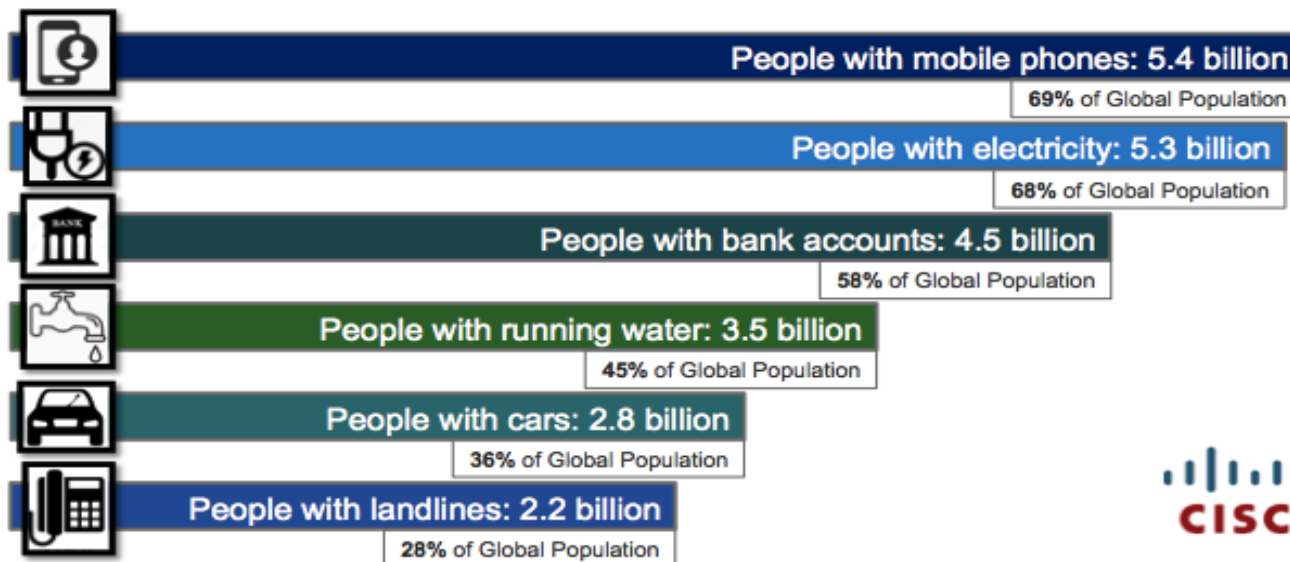 People with mobile phones: 5.4 billion
69% of Global Population
People with electricity: 5.3 billion
68% of Global Population
BANK
People with bank accounts: 4.5 billion
58% of Global Population
People with running water: 3.5 billion
45% of Global Population
People with cars: 2.8 billion
36% of Global Population
People with landlines: 2.2 billion
28% of Global Population
CISC